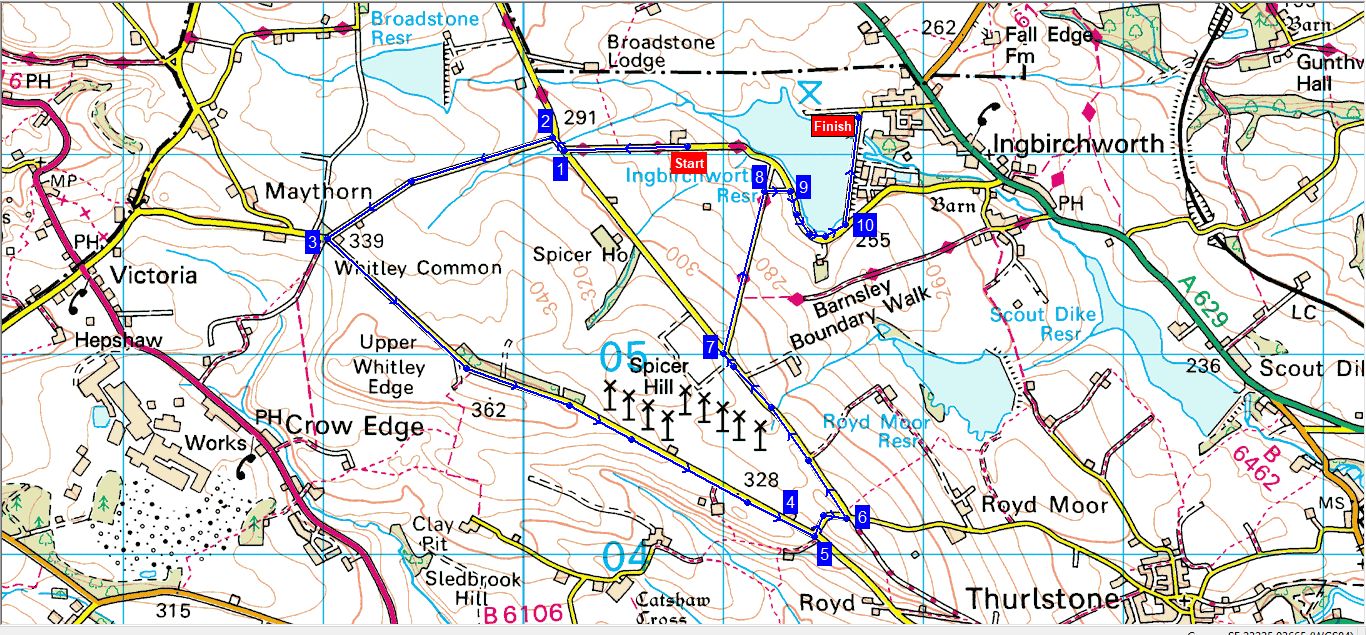 Broadstone
Resr
Broadstone
Lodge
262
Fall Edge
Fm
Barn
Hall
6 PH
2
291
Finish
Ingbirchworth
MP
Maythorn
1
Start
Resr
8
9
10
255
Barn
PH
PH
Victoria
3
339
Whitley Common
Spicer Ho
340
320
300
280
260
Barnsley
Boundary Walk
Scout Dike
Resr
A 629
LC
Hepshaw
Upper
Whitley
Edge
05
7
Spicer
Hill
236
362
PH
Crow Edge
Works
Royd Moor
Resr
B
6462
328
4
MS
Clay
Pit
6
5
Royd Moor
04
Sledbrook
Hill
315
B 6106
Catshaw
Cross
Royd
Thurlstone